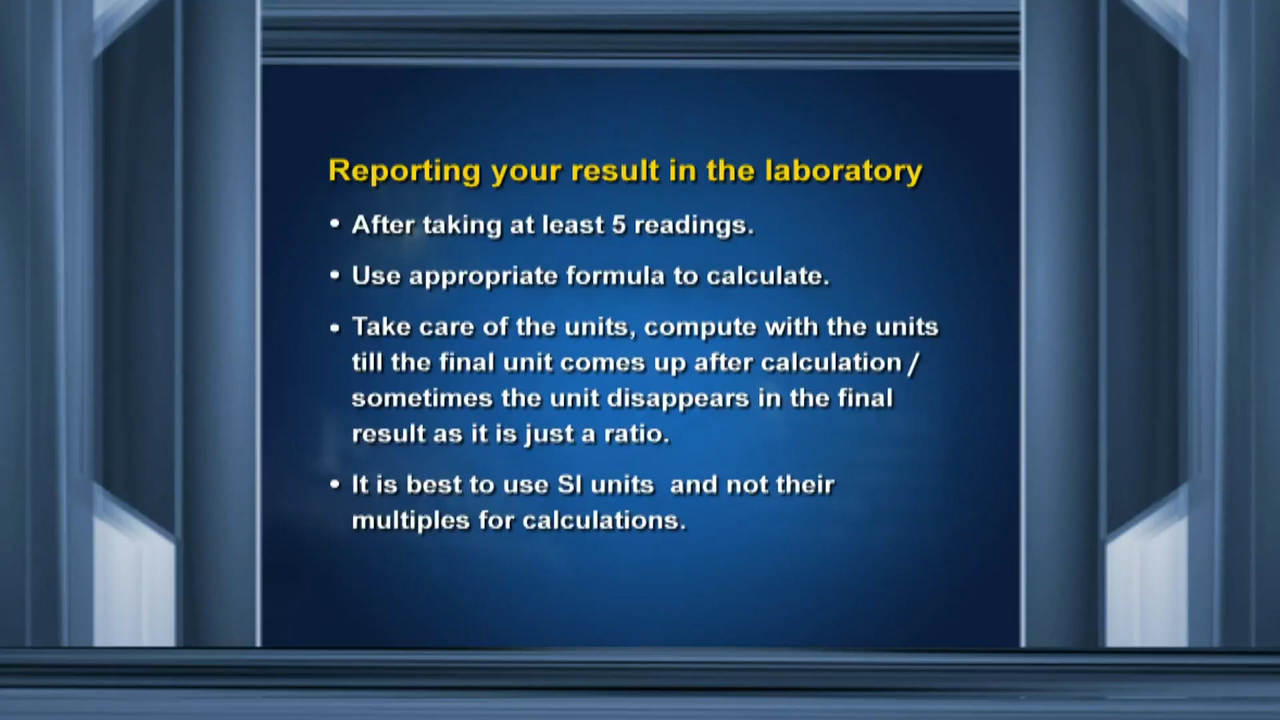 Reporting your result in the laboratory
• After taking at least 5 readings.
• Use appropriate formula to calculate.
• Take care of the units, compute with the units
till the final unit comes up after calculation /
sometimes the unit disappears in the final
result as it is just a ratio.
• It is best to use SI units  and not their
multiples for calculations.